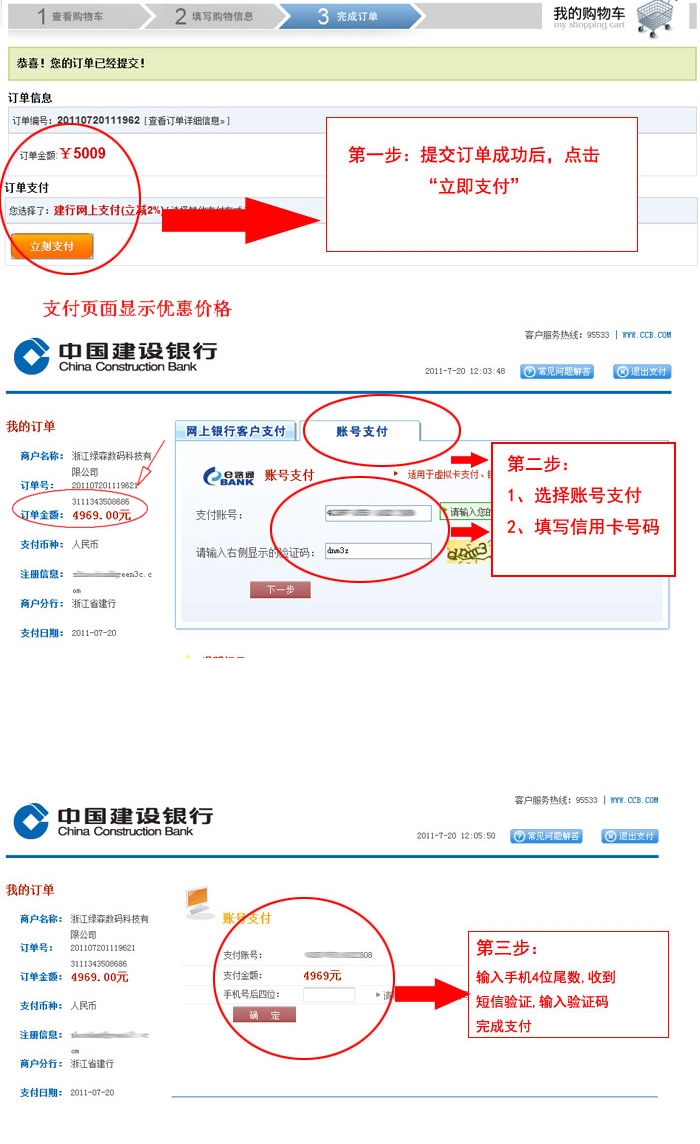 1 查看购物车 2 填写购物信息 3 完成订单 我的购物车
my shopping cart
恭喜！您的订单已经提交！
订单信息
订单编号：20110720111962 [查看订单详细信息»]
订单金额:￥5009
订单支付
您选择了：建行网上支付(立减2%)
立刻支付
第一步：提交订单成功后，点击
“立即支付”
支付页面显示优惠价格
客户服务热线：95533 | WWW.CCB.COM
中国建设银行
China Construction Bank
2011-7-20 12:03:48 常见问题解答 退出支付
我的订单
商户名称：浙江绿森数码科技有
限公司
订单号：201107201119621
3111343508686
订单金额：4969.00元
支付币种：人民币
注册信息：een3c.c
om
商户分行：浙江省建行
支付日期：2011-07-20
网上银行客户支付 账号支付
e路通
BANK
账号支付
适用于虚拟卡支付、
支付账号：
请输入您的
请输入右侧显示的验证码：dnm3z
dnm3
下一步
第二步：
1、选择账号支付
2、填写信用卡号码
客户服务热线：95533 | WWW.CCB.COM
中国建设银行
China Construction Bank
2011-7-20 12:05:50 常见问题解答 退出支付
我的订单
商户名称：浙江绿森数码科技有
限公司
订单号：201107201119621
3111343508686
订单金额：4969.00元
支付币种：人民币
注册信息：
om
商户分行：浙江省建行
支付日期：2011-07-20
账号支付
支付账号：608
支付金额：4969元
手机号后四位：
确 定
第三步：
输入手机4位尾数,收到
短信验证,输入验证码
完成支付